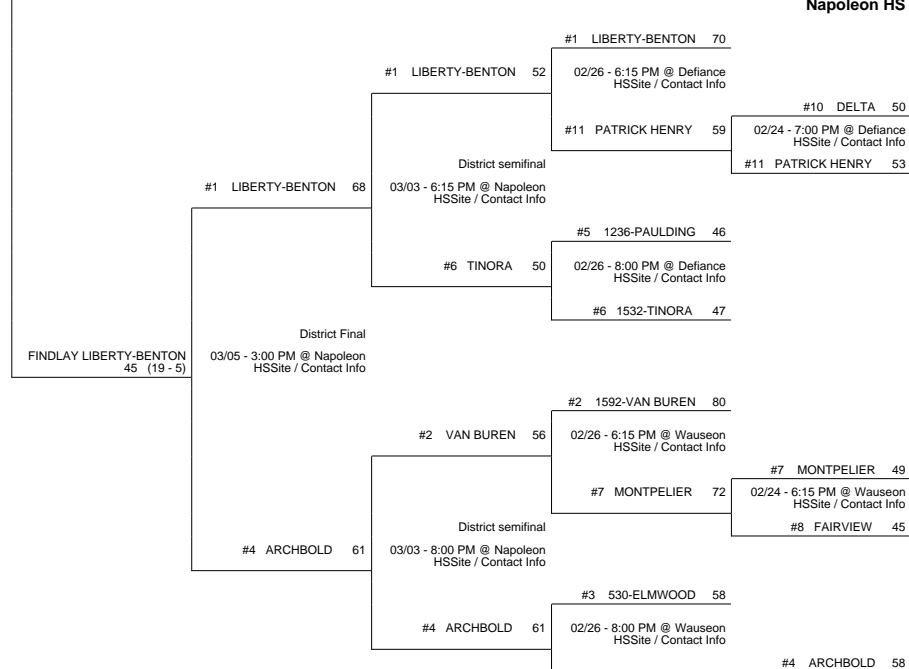 Napoleon HS
#1 LIBERTY-BENTON 70
#1 LIBERTY-BENTON 52
02/26 - 6:15 PM @ Defiance
HSSite / Contact Info
#10 DELTA 50
#11 PATRICK HENRY 59
02/24 - 7:00 PM @ Defiance
HSSite / Contact Info
#11 PATRICK HENRY 53
District semifinal
#1 LIBERTY-BENTON 68
03/03 - 6:15 PM @ Napoleon
HSSite / Contact Info
#5 1236-PAULDING 46
#6 TINORA 50
02/26 - 8:00 PM @ Defiance
HSSite / Contact Info
#6 1532-TINORA 47
District Final
FINDLAY LIBERTY-BENTON
45 (19 - 5)
03/05 - 3:00 PM @ Napoleon
HSSite / Contact Info
#2 1592-VAN BUREN 80
#2 VAN BUREN 56
02/26 - 6:15 PM @ Wauseon
HSSite / Contact Info
#7 MONTPELIER 49
#7 MONTPELIER 72
02/24 - 6:15 PM @ Wauseon
HSSite / Contact Info
#8 FAIRVIEW 45
District semifinal
#4 ARCHBOLD 61
03/03 - 8:00 PM @ Napoleon
HSSite / Contact Info
#3 530-ELMWOOD 58
#4 ARCHBOLD 61
02/26 - 8:00 PM @ Wauseon
HSSite / Contact Info
#4 ARCHBOLD 58